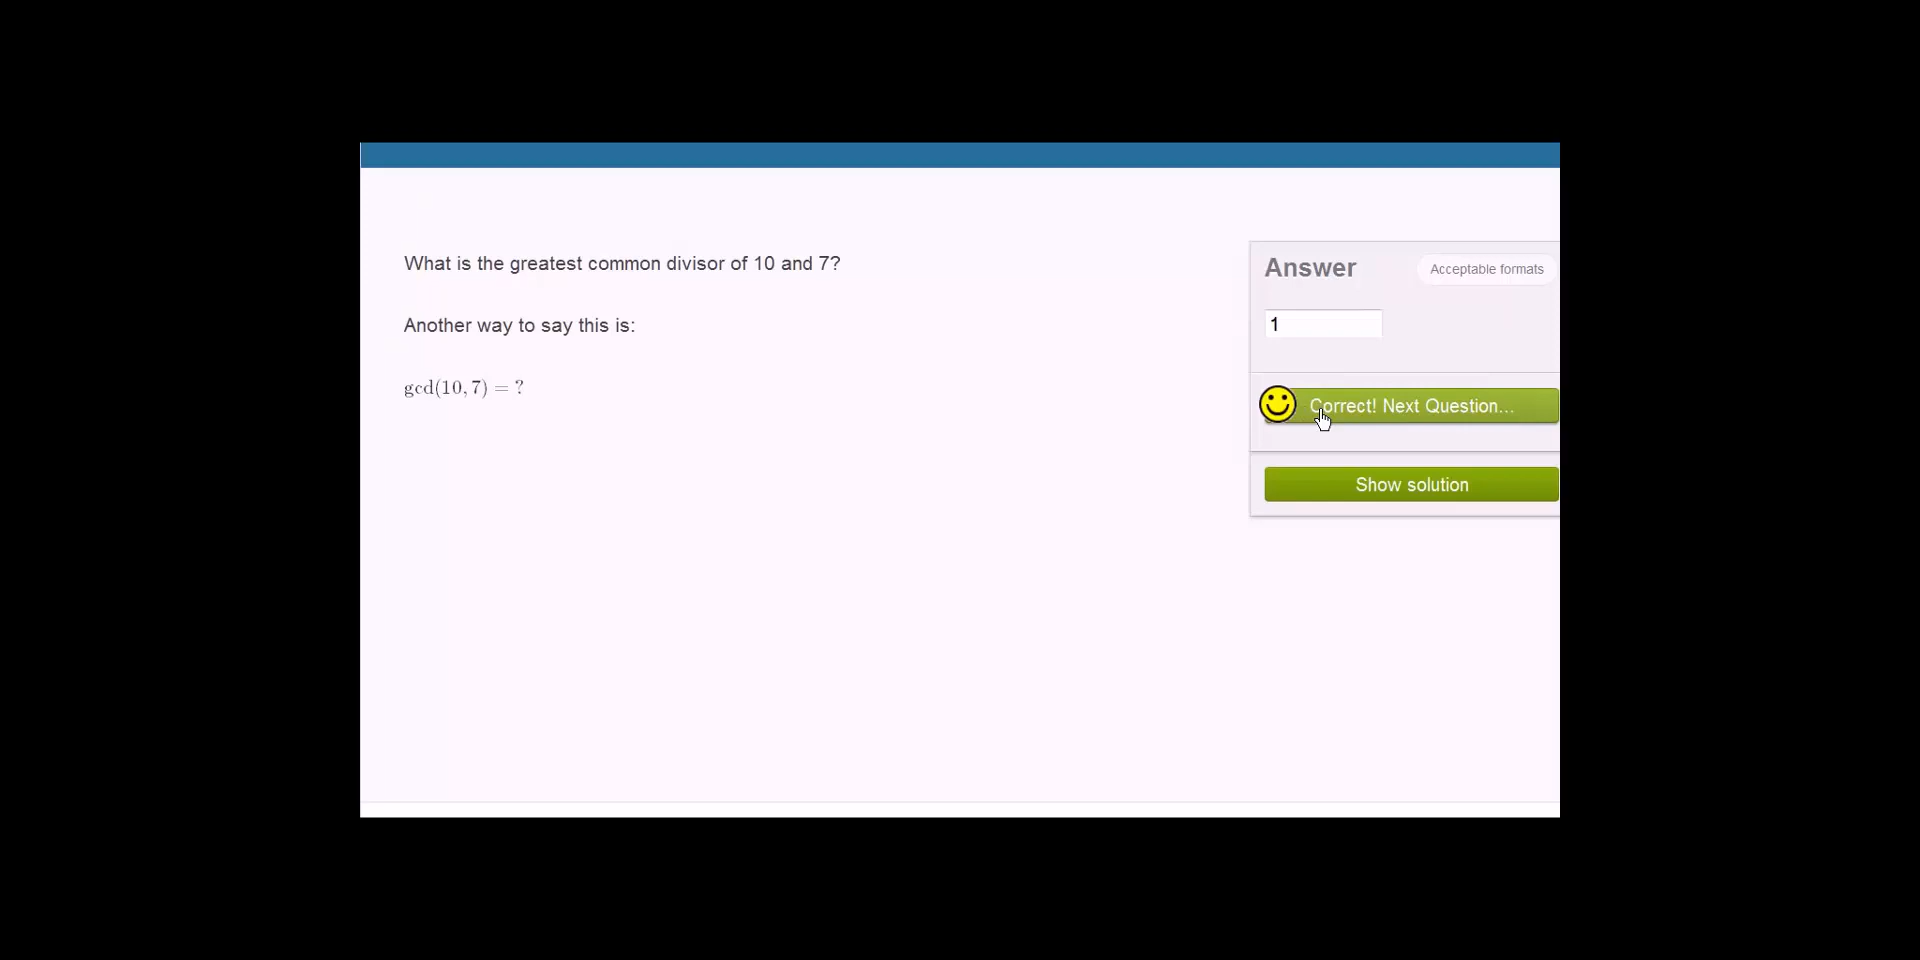 What is the greatest common divisor of 10 and 7?
Another way to say this is:
gcd(10, 7) = ?
Answer
Acceptable formats
1
Correct! Next Question...
Show solution